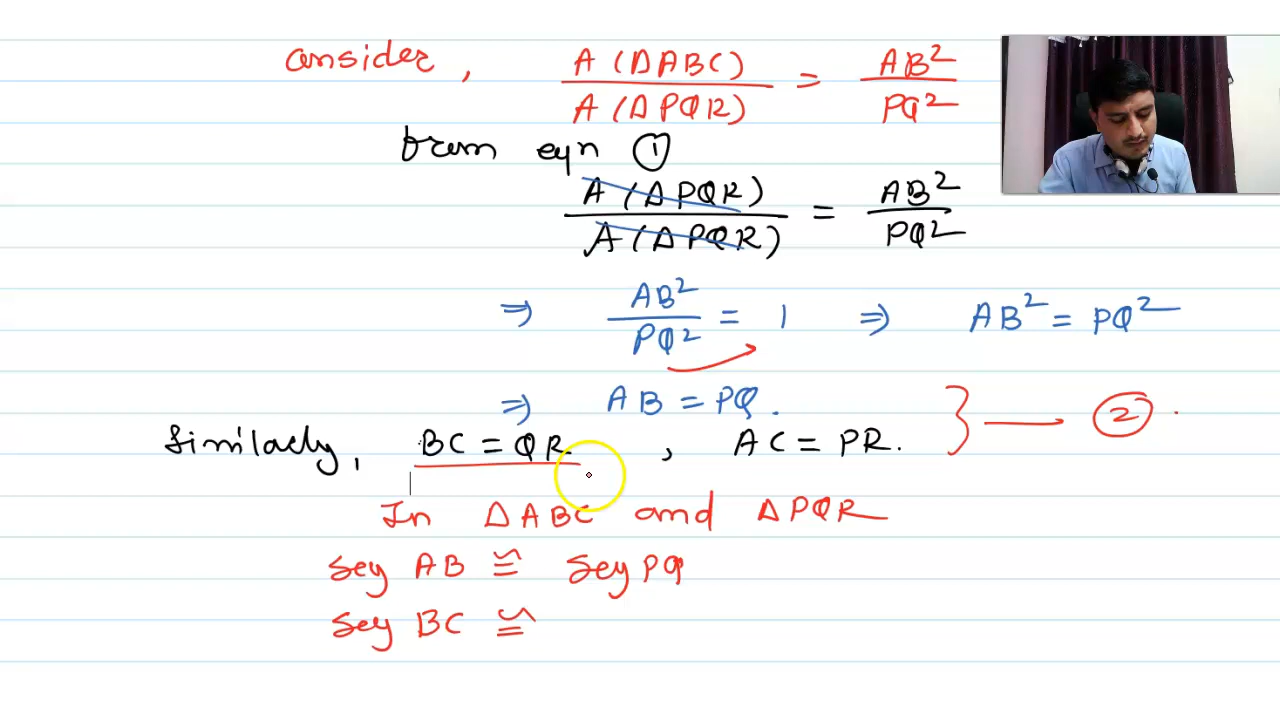 consider, A(ΔABC)/A(ΔPQR) = AB²/PQ²
from eqn ①
A(ΔPQR)/A(ΔPQR) = AB²/PQ²
⇒ AB²/PQ² = 1 ⇒ AB² = PQ²
⇒ AB = PQ.
Similarly, BC = QR, AC = PR. } — ②.
In ΔABC and ΔPQR
seg AB ≅ seg PQ
seg BC ≅